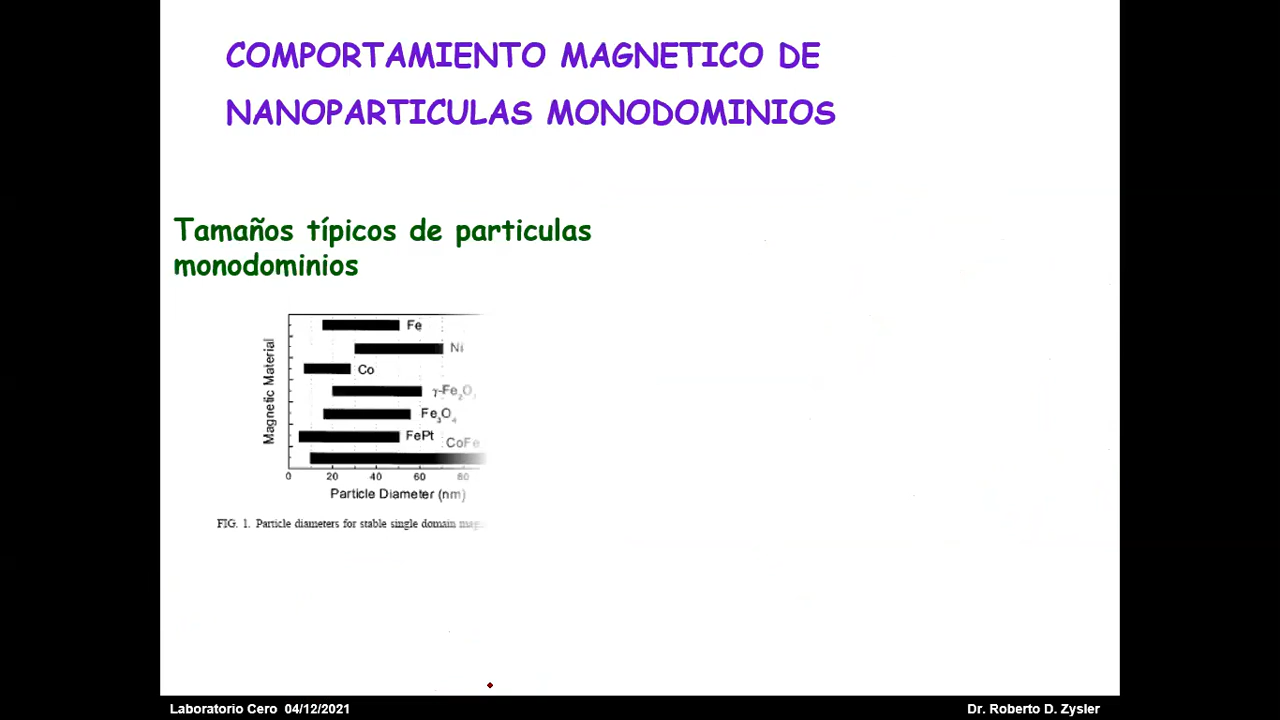 COMPORTAMIENTO MAGNETICO DE
NANOPARTICULAS MONODOMINIOS
Tamaños típicos de particulas
monodominios
Fe
Ni
Co
γ-Fe2O
Fe3O4
FePt
CoFe
Magnetic Material
0 20 40 60 80
Particle Diameter (nm)
FIG. 1. Particle diameters for stable single domain
Laboratorio Cero 04/12/2021
Dr. Roberto D. Zysler